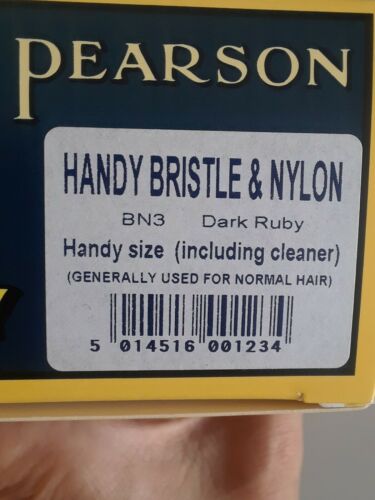 PEARSON
HANDY BRISTLE & NYLON
BN3 Dark Ruby
Handy size (including cleaner)
(GENERALLY USED FOR NORMAL HAIR)
5 014516 001234